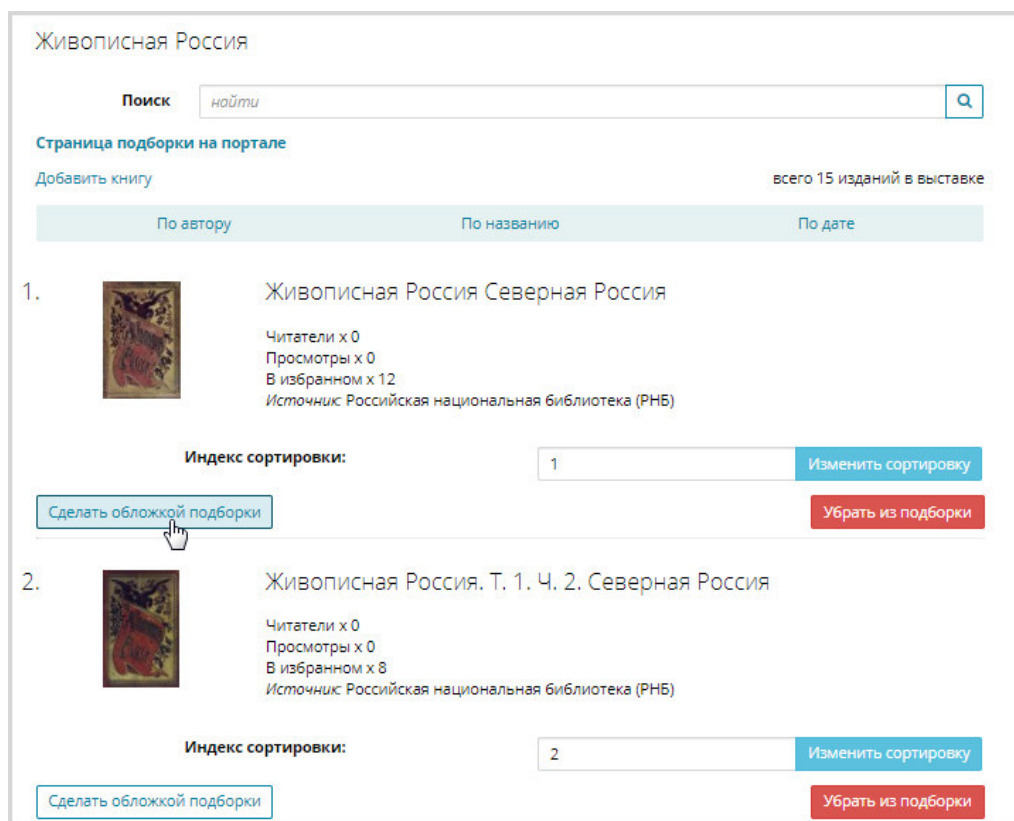 Живописная Россия
Поиск найти
Страница подборки на портале
Добавить книгу всего 15 изданий в выставке
По автору По названию По дате
1. Живописная Россия Северная Россия
Читатели x 0
Просмотры x 0
В избранном x 12
Источник: Российская национальная библиотека (РНБ)
Индекс сортировки: 1 Изменить сортировку
Сделать обложкой подборки Убрать из подборки
2. Живописная Россия. Т. 1. Ч. 2. Северная Россия
Читатели x 0
Просмотры x 0
В избранном x 8
Источник: Российская национальная библиотека (РНБ)
Индекс сортировки: 2 Изменить сортировку
Сделать обложкой подборки Убрать из подборки